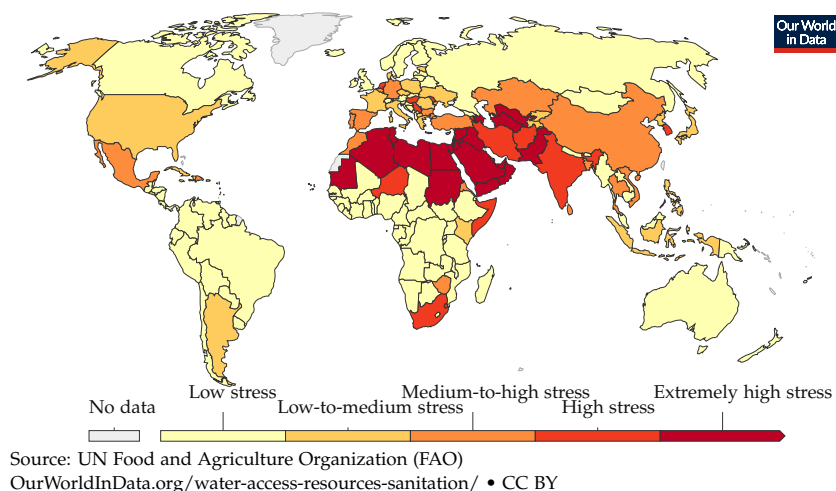 Our World
in Data
No data
Low stress
Low-to-medium stress
Medium-to-high stress
High stress
Extremely high stress
Source: UN Food and Agriculture Organization (FAO)
OurWorldInData.org/water-access-resources-sanitation/ • CC BY